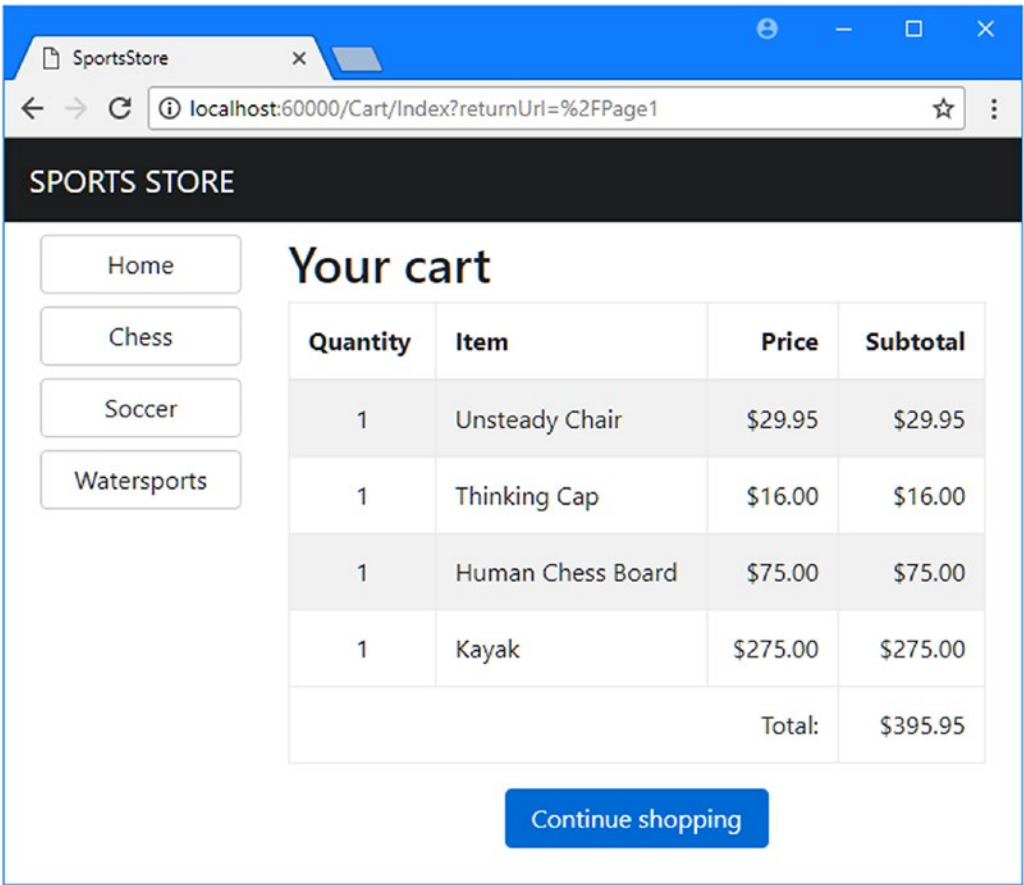 SportsStore
localhost:60000/Cart/Index?returnUrl=%2FPage1
SPORTS STORE
Home
Chess
Soccer
Watersports
Your cart
Quantity Item Price Subtotal
1 Unsteady Chair $29.95 $29.95
1 Thinking Cap $16.00 $16.00
1 Human Chess Board $75.00 $75.00
1 Kayak $275.00 $275.00
Total: $395.95
Continue shopping